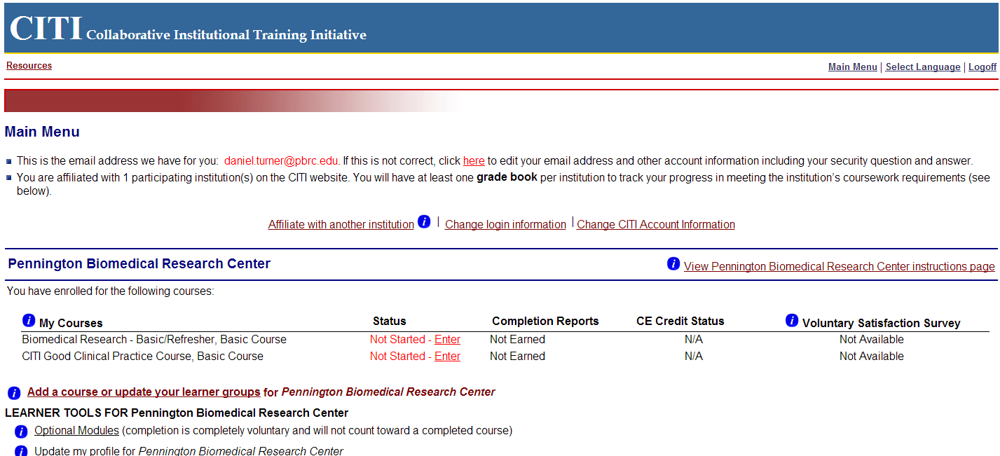 CITI Collaborative Institutional Training Initiative
Resources
Main Menu | Select Language | Logoff
Main Menu
This is the email address we have for you: daniel.turner@pbrc.edu. If this is not correct, click here to edit your email address and other account information including your security question and answer.
You are affiliated with 1 participating institution(s) on the CITI website. You will have at least one grade book per institution to track your progress in meeting the institution's coursework requirements (see
below).
Affiliate with another institution i | Change login information | Change CITI Account Information
Pennington Biomedical Research Center
i View Pennington Biomedical Research Center instructions page
You have enrolled for the following courses:
i My Courses Status Completion Reports CE Credit Status i Voluntary Satisfaction Survey
Biomedical Research - Basic/Refresher, Basic Course Not Started - Enter Not Earned N/A Not Available
CITI Good Clinical Practice Course, Basic Course Not Started - Enter Not Earned N/A Not Available
i Add a course or update your learner groups for Pennington Biomedical Research Center
LEARNER TOOLS FOR Pennington Biomedical Research Center
i Optional Modules (completion is completely voluntary and will not count toward a completed course)
i Update my profile for Pennington Biomedical Research Center